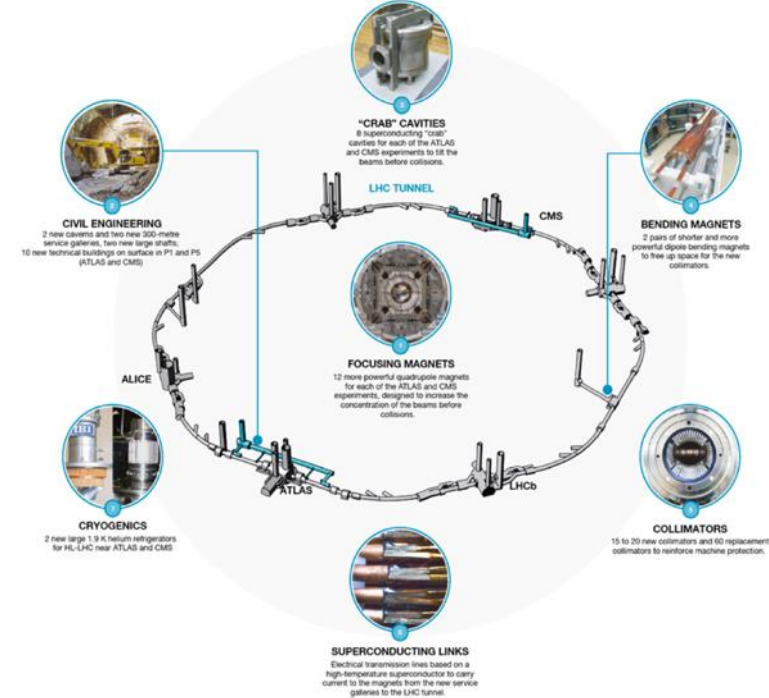 3
"CRAB" CAVITIES
8 superconducting "crab"
cavities for each of the ATLAS
and CMS experiments to tilt the
beams before collisions.
LHC TUNNEL
CMS
2
CIVIL ENGINEERING
2 new caverns and two new 300-metre
service galleries, two new large shafts;
10 new technical buildings on surface in P1 and P5
(ATLAS and CMS)
4
BENDING MAGNETS
2 pairs of shorter and more
powerful dipole bending magnets
to free up space for the new
collimators.
1
FOCUSING MAGNETS
12 more powerful quadrupole magnets
for each of the ATLAS and CMS
experiments, designed to increase the
concentration of the beams before
collisions.
ALICE
ATLAS
LHCb
7
CRYOGENICS
2 new large 1.9 K helium refrigerators
for HL-LHC near ATLAS and CMS
5
COLLIMATORS
15 to 20 new collimators and 60 replacement
collimators to reinforce machine protection.
6
SUPERCONDUCTING LINKS
Electrical transmission lines based on a
high-temperature superconductor to carry
current to the magnets from the new service
galleries to the LHC tunnel.